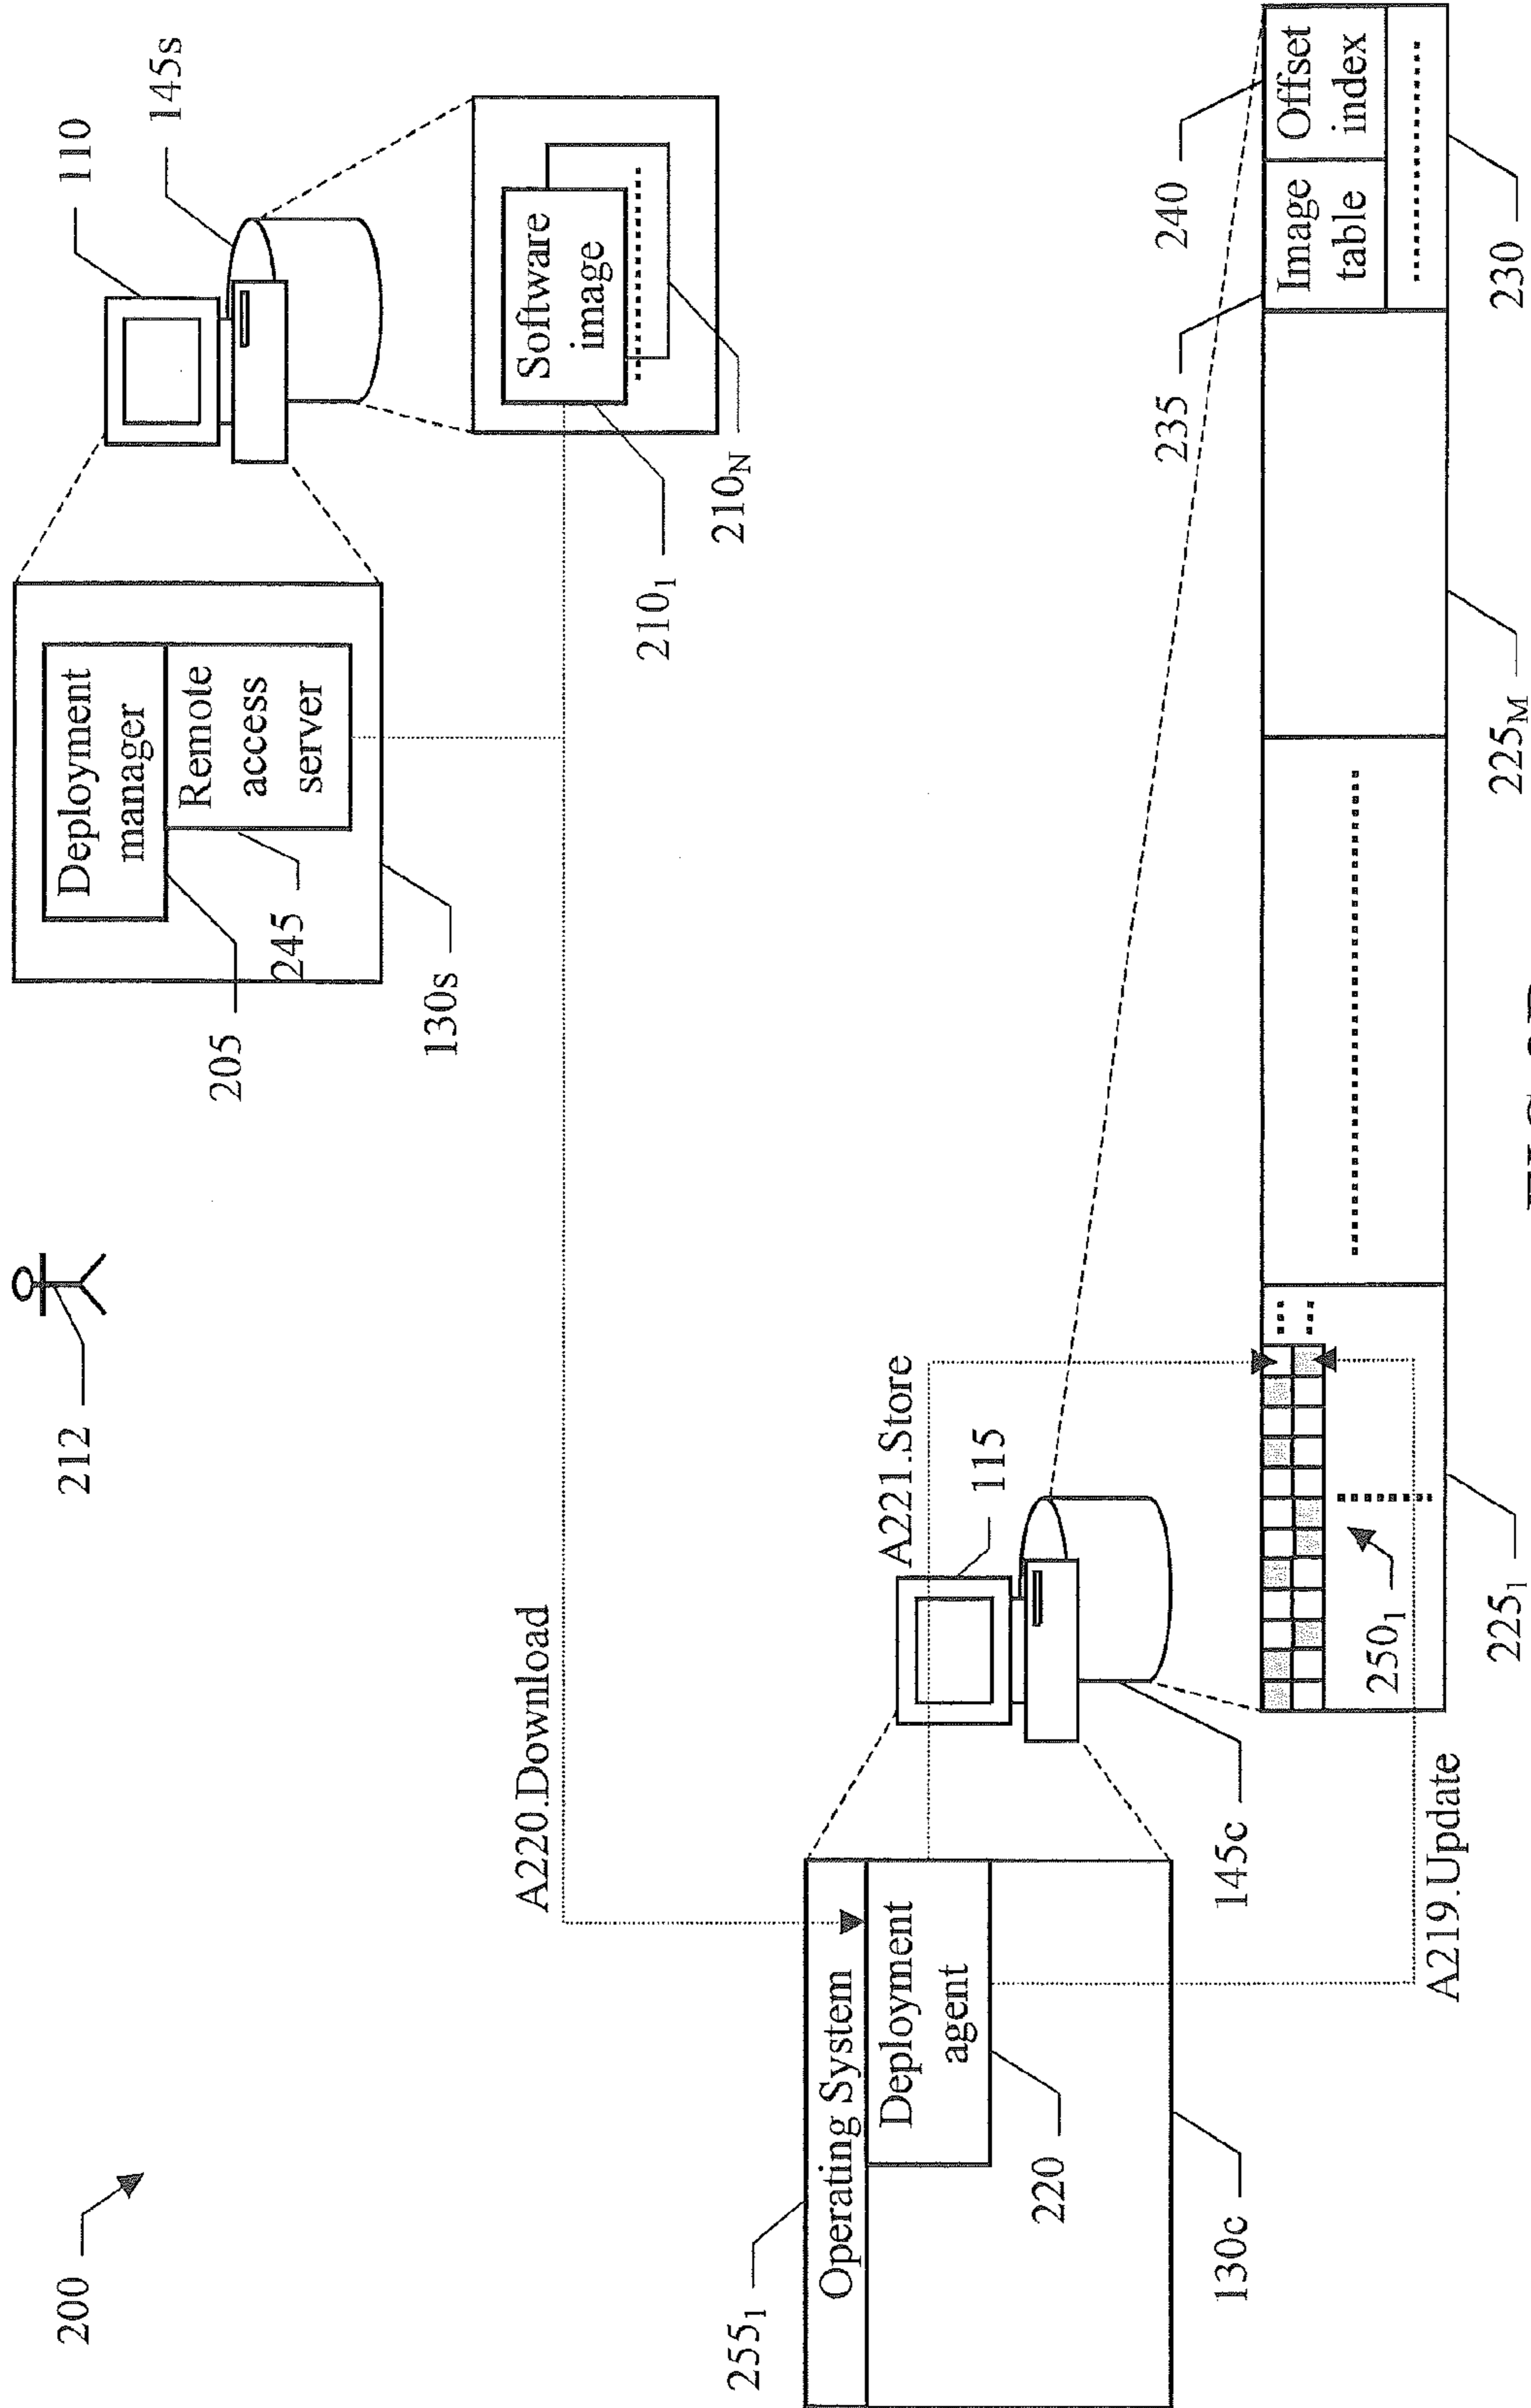 200
212
Deployment
manager
Remote
access
server
205
245
130s
110
145s
Software
image
210₁
210_N
A220.Download
255₁
Operating System
Deployment
agent
220
130c
115
145c
A221.Store
A219.Update
250₁
225₁
225_M
235
240
Image
table
Offset
index
230